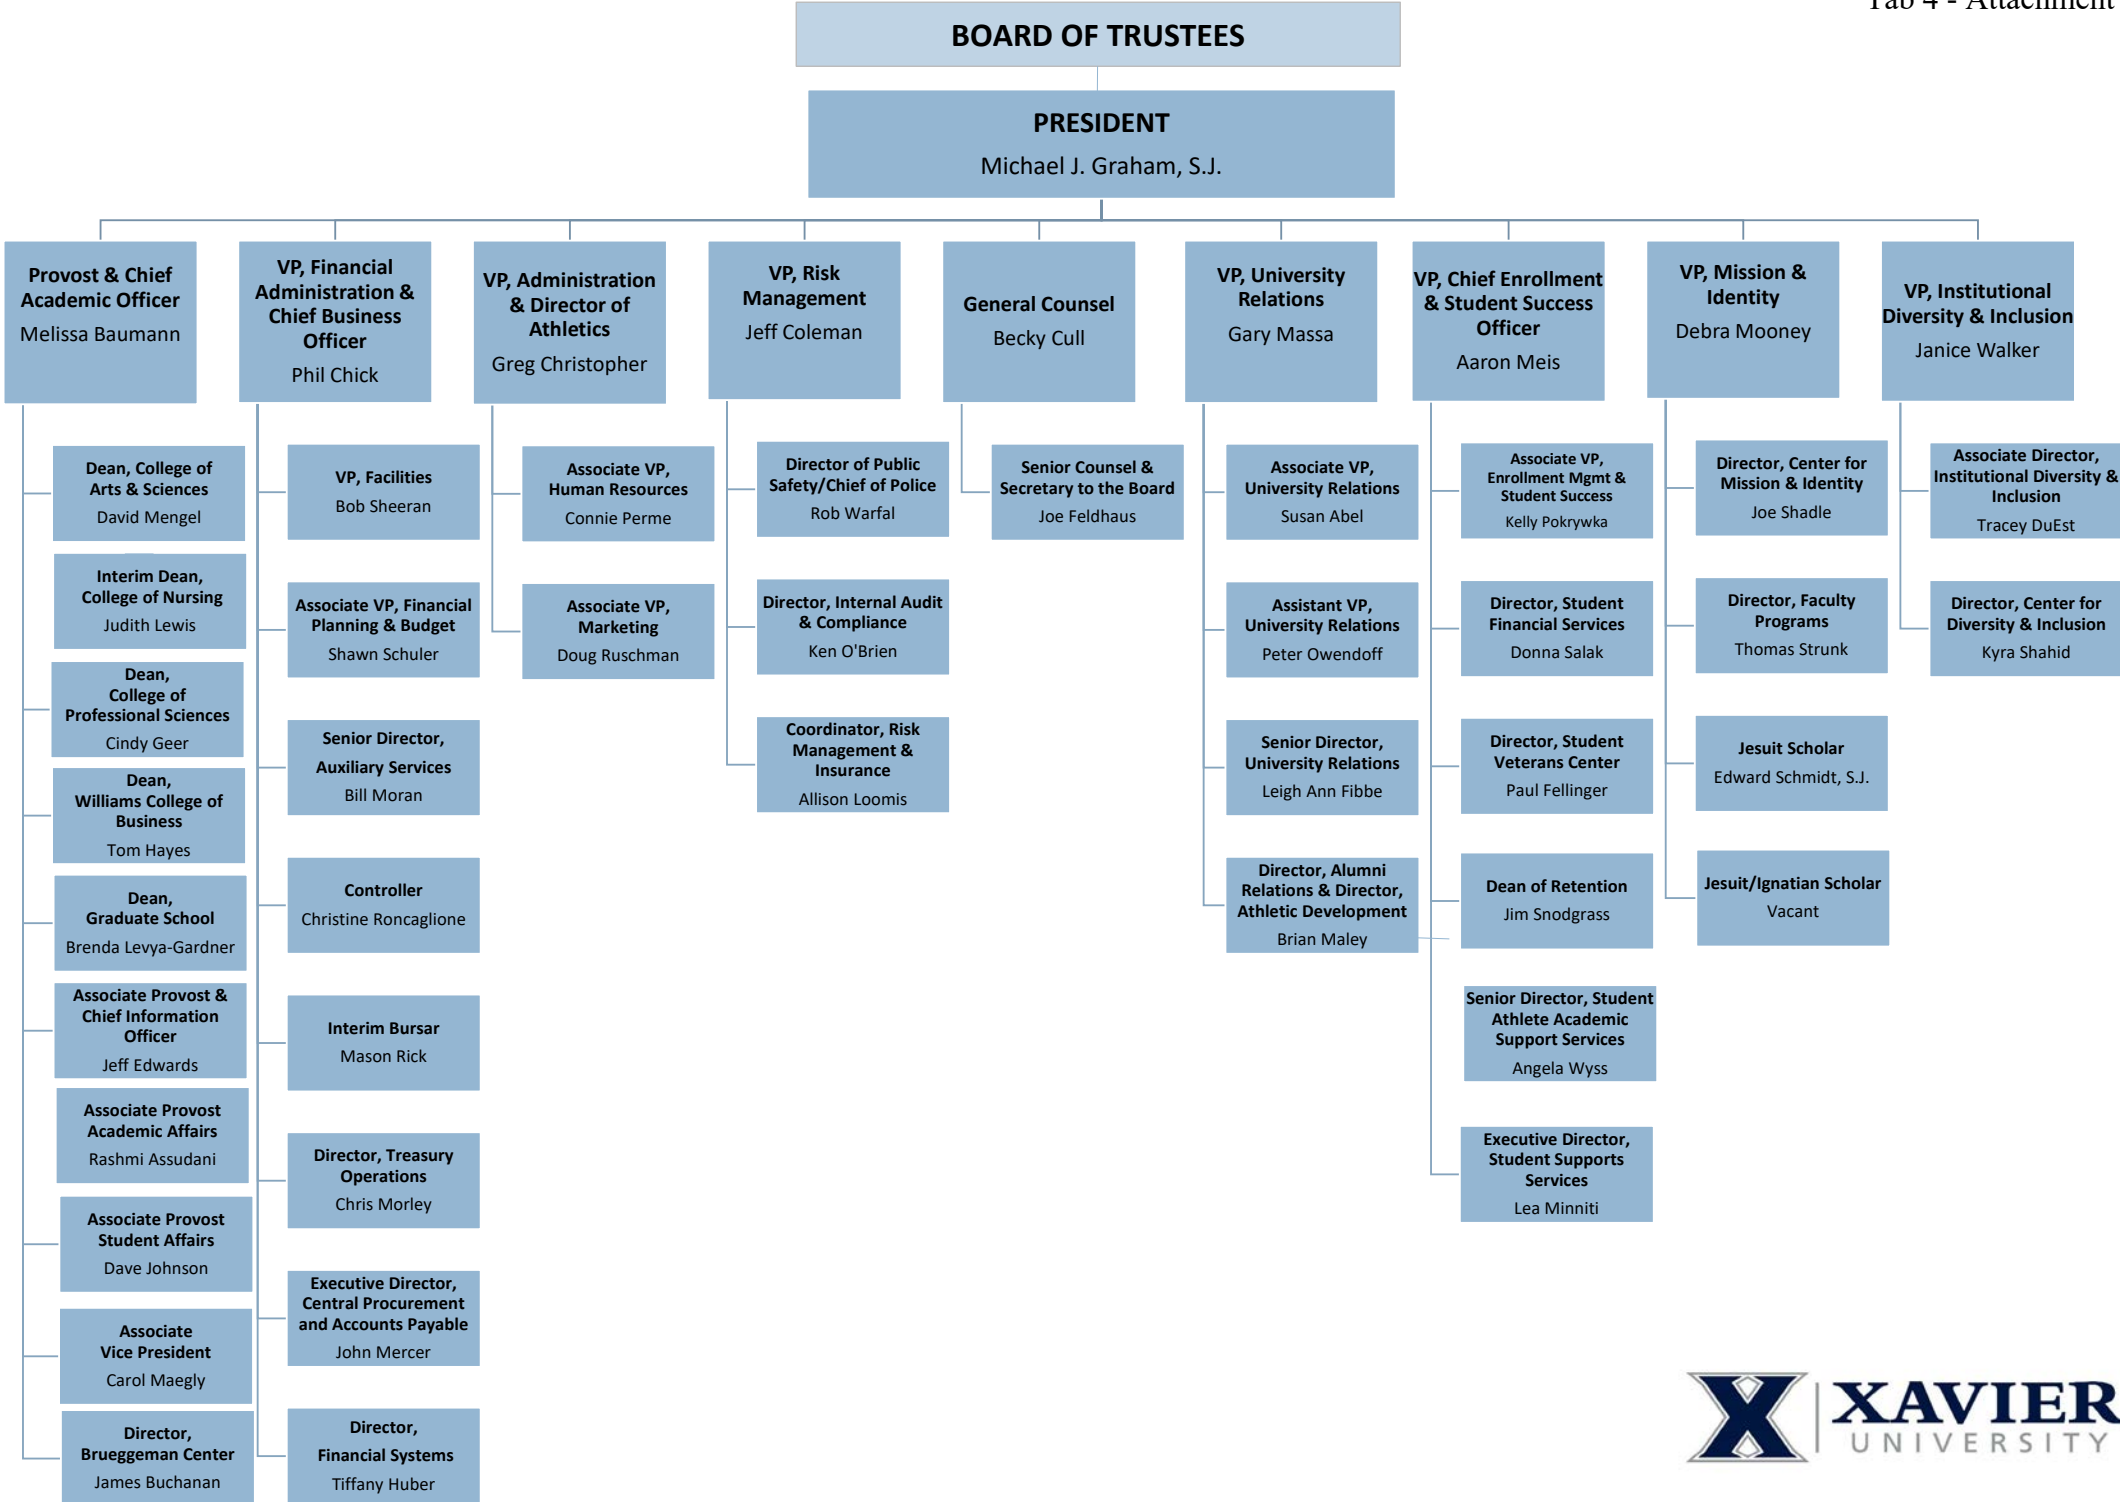 Tab 4 - Attachment
BOARD OF TRUSTEES
PRESIDENT
Michael J. Graham, S.J.
Provost & Chief
Academic Officer
Melissa Baumann
VP, Financial
Administration &
Chief Business
Officer
Phil Chick
VP, Administration
& Director of
Athletics
Greg Christopher
VP, Risk
Management
Jeff Coleman
General Counsel
Becky Cull
VP, University
Relations
Gary Massa
VP, Chief Enrollment
& Student Success
Officer
Aaron Meis
VP, Mission &
Identity
Debra Mooney
VP, Institutional
Diversity & Inclusion
Janice Walker
Dean, College of
Arts & Sciences
David Mengel
Interim Dean,
College of Nursing
Judith Lewis
Dean,
College of
Professional Sciences
Cindy Geer
Dean,
Williams College of
Business
Tom Hayes
Dean,
Graduate School
Brenda Levya-Gardner
Associate Provost &
Chief Information
Officer
Jeff Edwards
Associate Provost
Academic Affairs
Rashmi Assudani
Associate Provost
Student Affairs
Dave Johnson
Associate
Vice President
Carol Maegly
Director,
Brueggeman Center
James Buchanan
VP, Facilities
Bob Sheeran
Associate VP, Financial
Planning & Budget
Shawn Schuler
Senior Director,
Auxiliary Services
Bill Moran
Controller
Christine Roncaglione
Interim Bursar
Mason Rick
Director, Treasury
Operations
Chris Morley
Executive Director,
Central Procurement
and Accounts Payable
John Mercer
Director,
Financial Systems
Tiffany Huber
Associate VP,
Human Resources
Connie Perme
Associate VP,
Marketing
Doug Ruschman
Director of Public
Safety/Chief of Police
Rob Warfal
Director, Internal Audit
& Compliance
Ken O'Brien
Coordinator, Risk
Management &
Insurance
Allison Loomis
Senior Counsel &
Secretary to the Board
Joe Feldhaus
Associate VP,
University Relations
Susan Abel
Assistant VP,
University Relations
Peter Owendoff
Senior Director,
University Relations
Leigh Ann Fibbe
Director, Alumni
Relations & Director,
Athletic Development
Brian Maley
Associate VP,
Enrollment Mgmt &
Student Success
Kelly Pokrywka
Director, Student
Financial Services
Donna Salak
Director, Student
Veterans Center
Paul Fellinger
Dean of Retention
Jim Snodgrass
Senior Director, Student
Athlete Academic
Support Services
Angela Wyss
Executive Director,
Student Supports
Services
Lea Minniti
Director, Center for
Mission & Identity
Joe Shadle
Director, Faculty
Programs
Thomas Strunk
Jesuit Scholar
Edward Schmidt, S.J.
Jesuit/Ignatian Scholar
Vacant
Associate Director,
Institutional Diversity &
Inclusion
Tracey DuEst
Director, Center for
Diversity & Inclusion
Kyra Shahid
X
XAVIER
UNIVERSITY